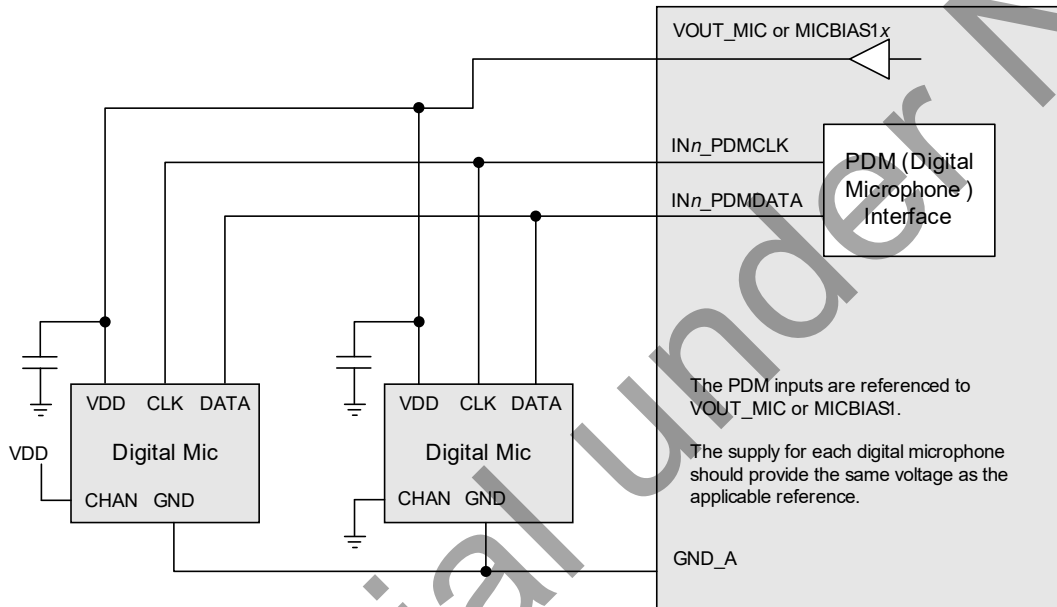 VOUT_MIC or MICBIAS1x
INn_PDMCLK
PDM (Digital
Microphone)
Interface
INn_PDMDATA
The PDM inputs are referenced to
VOUT_MIC or MICBIAS1.
The supply for each digital microphone
should provide the same voltage as the
applicable reference.
GND_A
VDD CLK DATA
Digital Mic
CHAN GND
VDD
VDD CLK DATA
Digital Mic
CHAN GND
ial under N